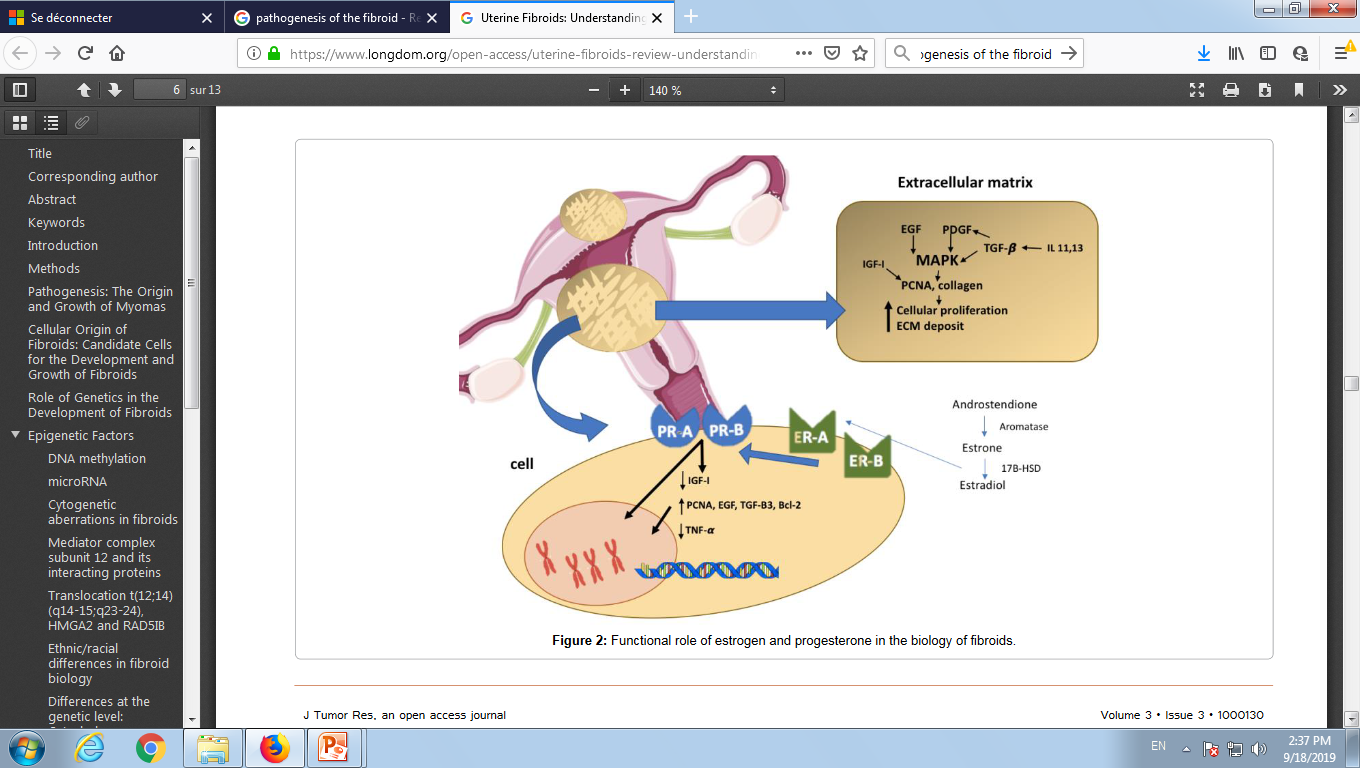 Se déconnecter
pathogenesis of the fibroid - Re
Uterine Fibroids: Understanding
https://www.longdom.org/open-access/uterine-fibroids-review-understandin
ogenesis of the fibroid
6 sur 13
140 %
Title
Corresponding author
Abstract
Keywords
Introduction
Methods
Pathogenesis: The Origin
and Growth of Myomas
Cellular Origin of
Fibroids: Candidate Cells
for the Development and
Growth of Fibroids
Role of Genetics in the
Development of Fibroids
Epigenetic Factors
DNA methylation
microRNA
Cytogenetic
aberrations in fibroids
Mediator complex
subunit 12 and its
interacting proteins
Translocation t(12;14)
(q14-15;q23-24),
HMGA2 and RAD5IB
Ethnic/racial
differences in fibroid
biology
Differences at the
genetic level:
Extracellular matrix
EGF PDGF
TGF-β IL 11,13
MAPK
IGF-I
PCNA, collagen
Cellular proliferation
ECM deposit
PR-A PR-B
ER-A
ER-B
Androstendione
Aromatase
Estrone
17B-HSD
Estradiol
cell
IGF-I
PCNA, EGF, TGF-B3, Bcl-2
TNF-α
Figure 2: Functional role of estrogen and progesterone in the biology of fibroids.
J Tumor Res, an open access journal
Volume 3 • Issue 3 • 1000130
EN
2:37 PM
9/18/2019